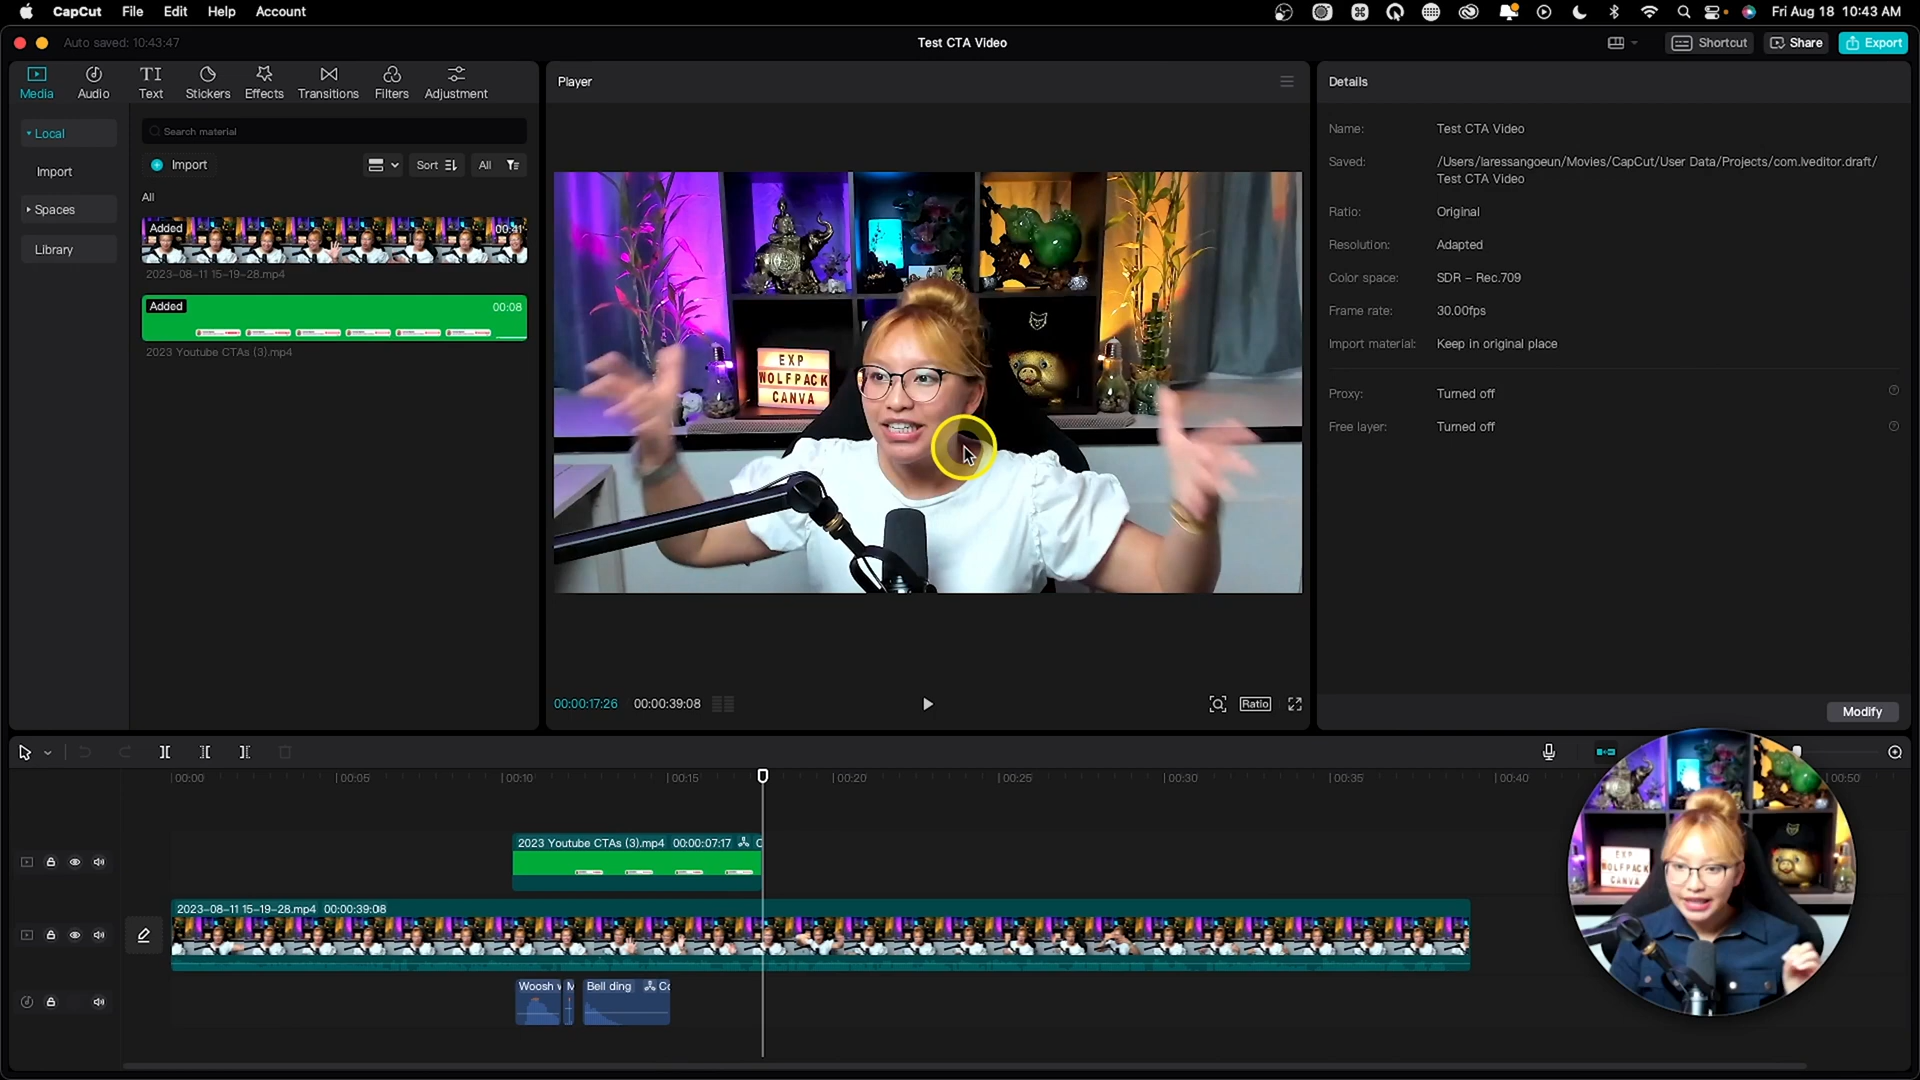 CapCut File Edit Help Account
Fri Aug 18 10:43 AM
Auto saved: 10:43:47
Test CTA Video
Shortcut
Share
Export
Media
Audio
TI
Text
Stickers
Effects
Transitions
Filters
Adjustment
Local
Import
Spaces
Library
Search material
Import
Sort
All
All
Added
00:41
2023-08-11 15-19-28.mp4
Added
00:08
2023 Youtube CTAs (3).mp4
Player
EXP
WOLFPACK
CANVA
00:00:17:26 00:00:39:08
Ratio
Details
Name: Test CTA Video
Saved: /Users/laressangoeun/Movies/CapCut/User Data/Projects/com.lveditor.draft/
Test CTA Video
Ratio: Original
Resolution: Adapted
Color space: SDR – Rec.709
Frame rate: 30.00fps
Import material: Keep in original place
Proxy: Turned off
Free layer: Turned off
Modify
00:00 00:05 00:10 00:15 00:20 00:25 00:30 00:35 00:40 00:50
2023 Youtube CTAs (3).mp4 00:00:07:17 C
2023-08-11 15-19-28.mp4 00:00:39:08
Woosh w
M
Bell ding
Co
EXP
WOLFPACK
CANVA